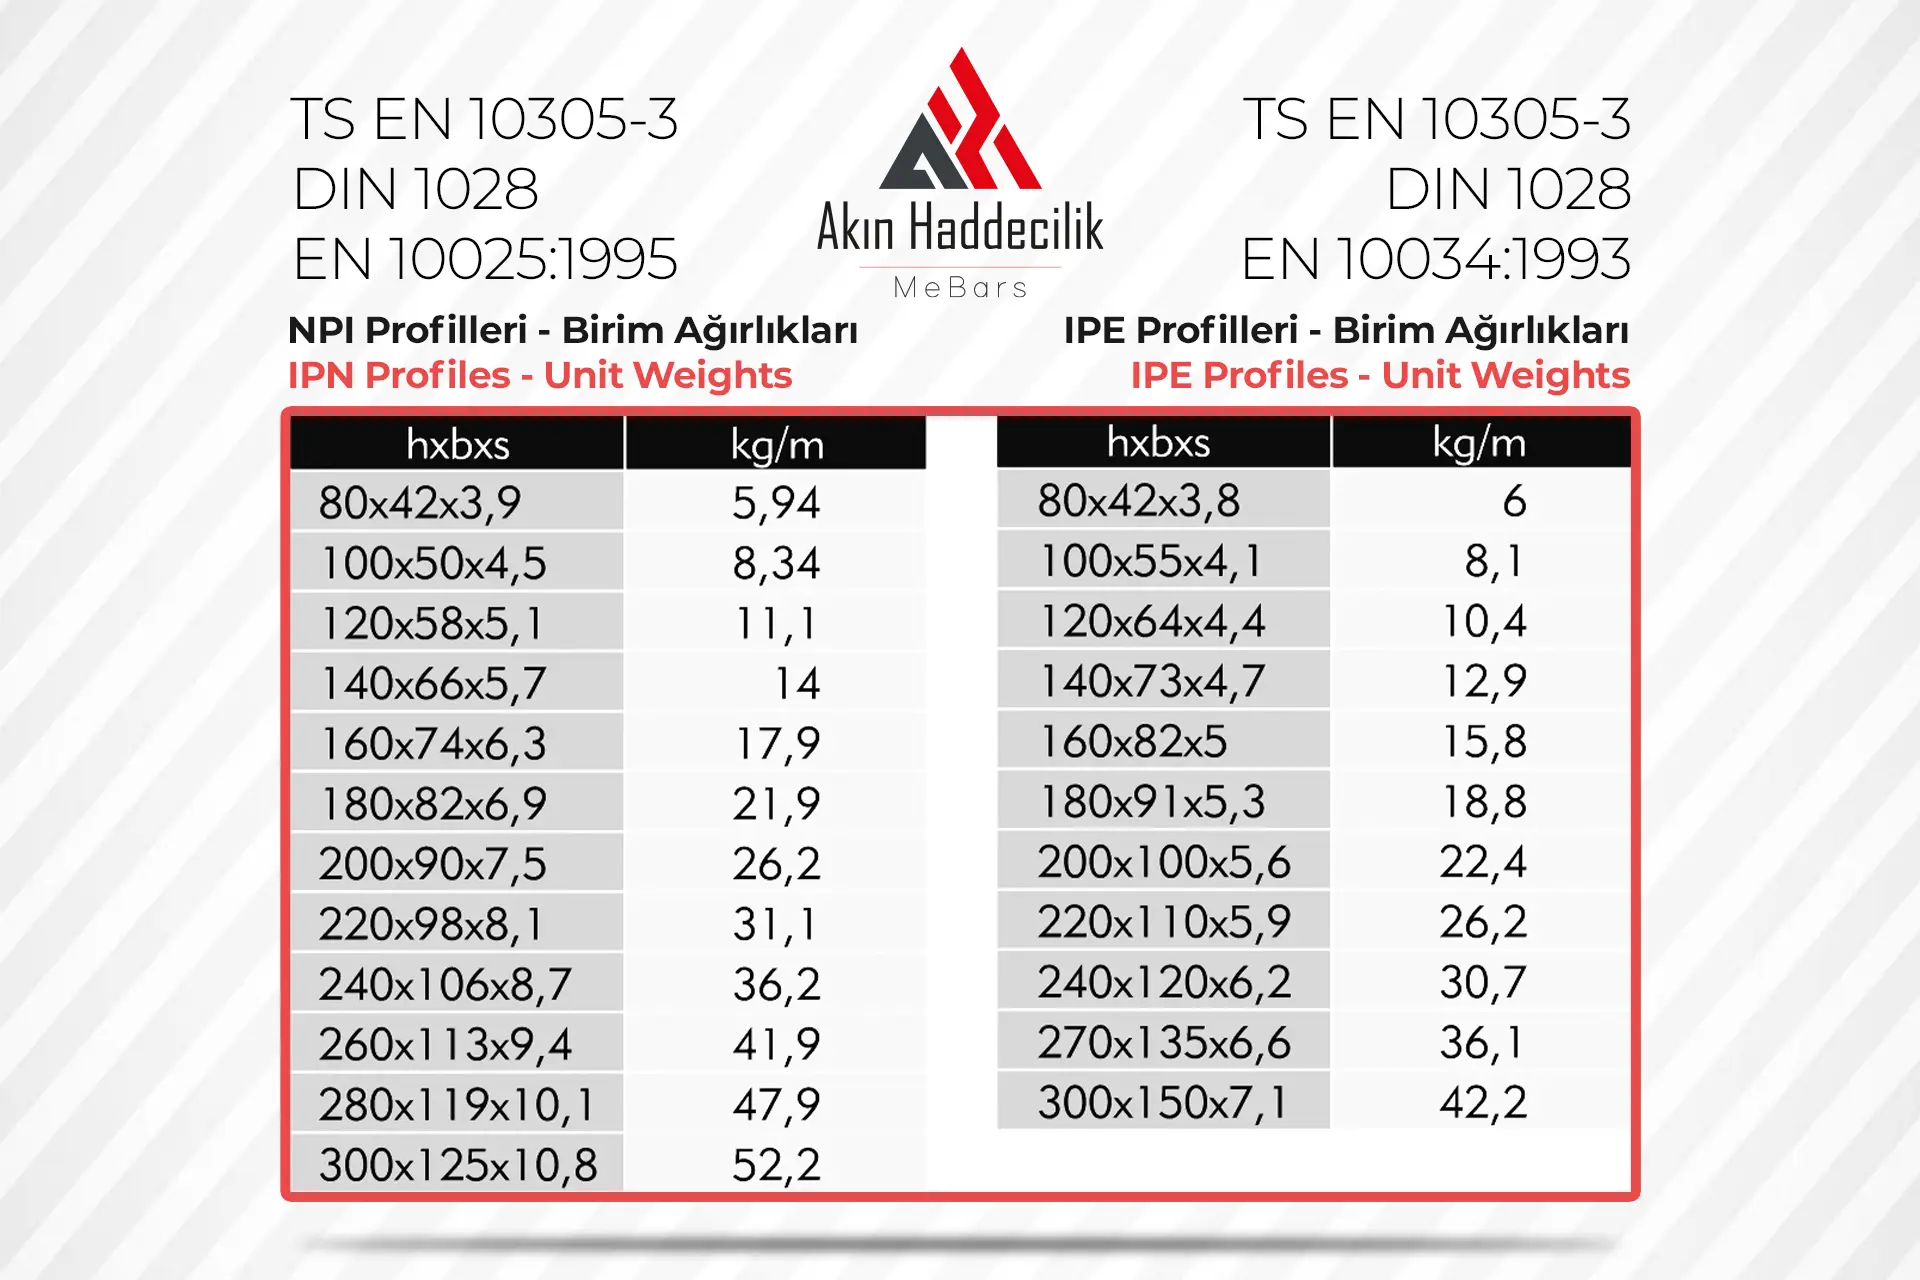 TS EN 10305-3
DIN 1028
EN 10025:1995
Akın Haddecilik
MeBars
TS EN 10305-3
DIN 1028
EN 10034:1993
NPI Profilleri - Birim Ağırlıkları
IPN Profiles - Unit Weights
hxbxs kg/m
80x42x3,9 5,94
100x50x4,5 8,34
120x58x5,1 11,1
140x66x5,7 14
160x74x6,3 17,9
180x82x6,9 21,9
200x90x7,5 26,2
220x98x8,1 31,1
240x106x8,7 36,2
260x113x9,4 41,9
280x119x10,1 47,9
300x125x10,8 52,2
IPE Profilleri - Birim Ağırlıkları
IPE Profiles - Unit Weights
hxbxs kg/m
80x42x3,8 6
100x55x4,1 8,1
120x64x4,4 10,4
140x73x4,7 12,9
160x82x5 15,8
180x91x5,3 18,8
200x100x5,6 22,4
220x110x5,9 26,2
240x120x6,2 30,7
270x135x6,6 36,1
300x150x7,1 42,2